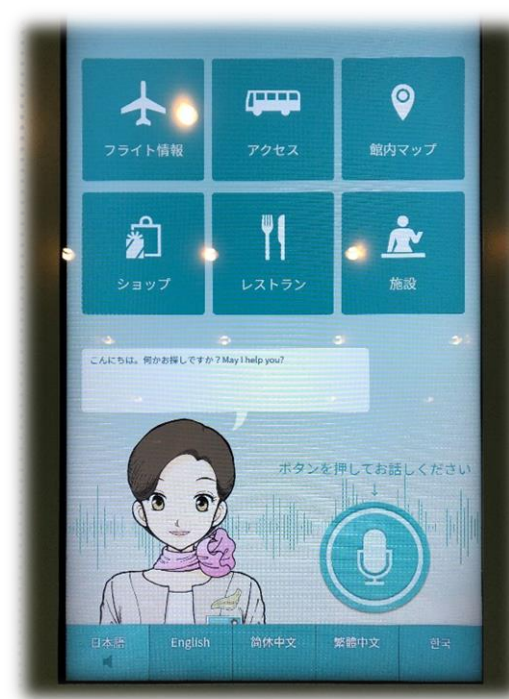 フライト情報
アクセス
館内マップ
ショップ
レストラン
施設
こんにちは。何かお探しですか？May I help you?
ボタンを押してお話しください
↓
日本語
English
简体中文
繁體中文
한국